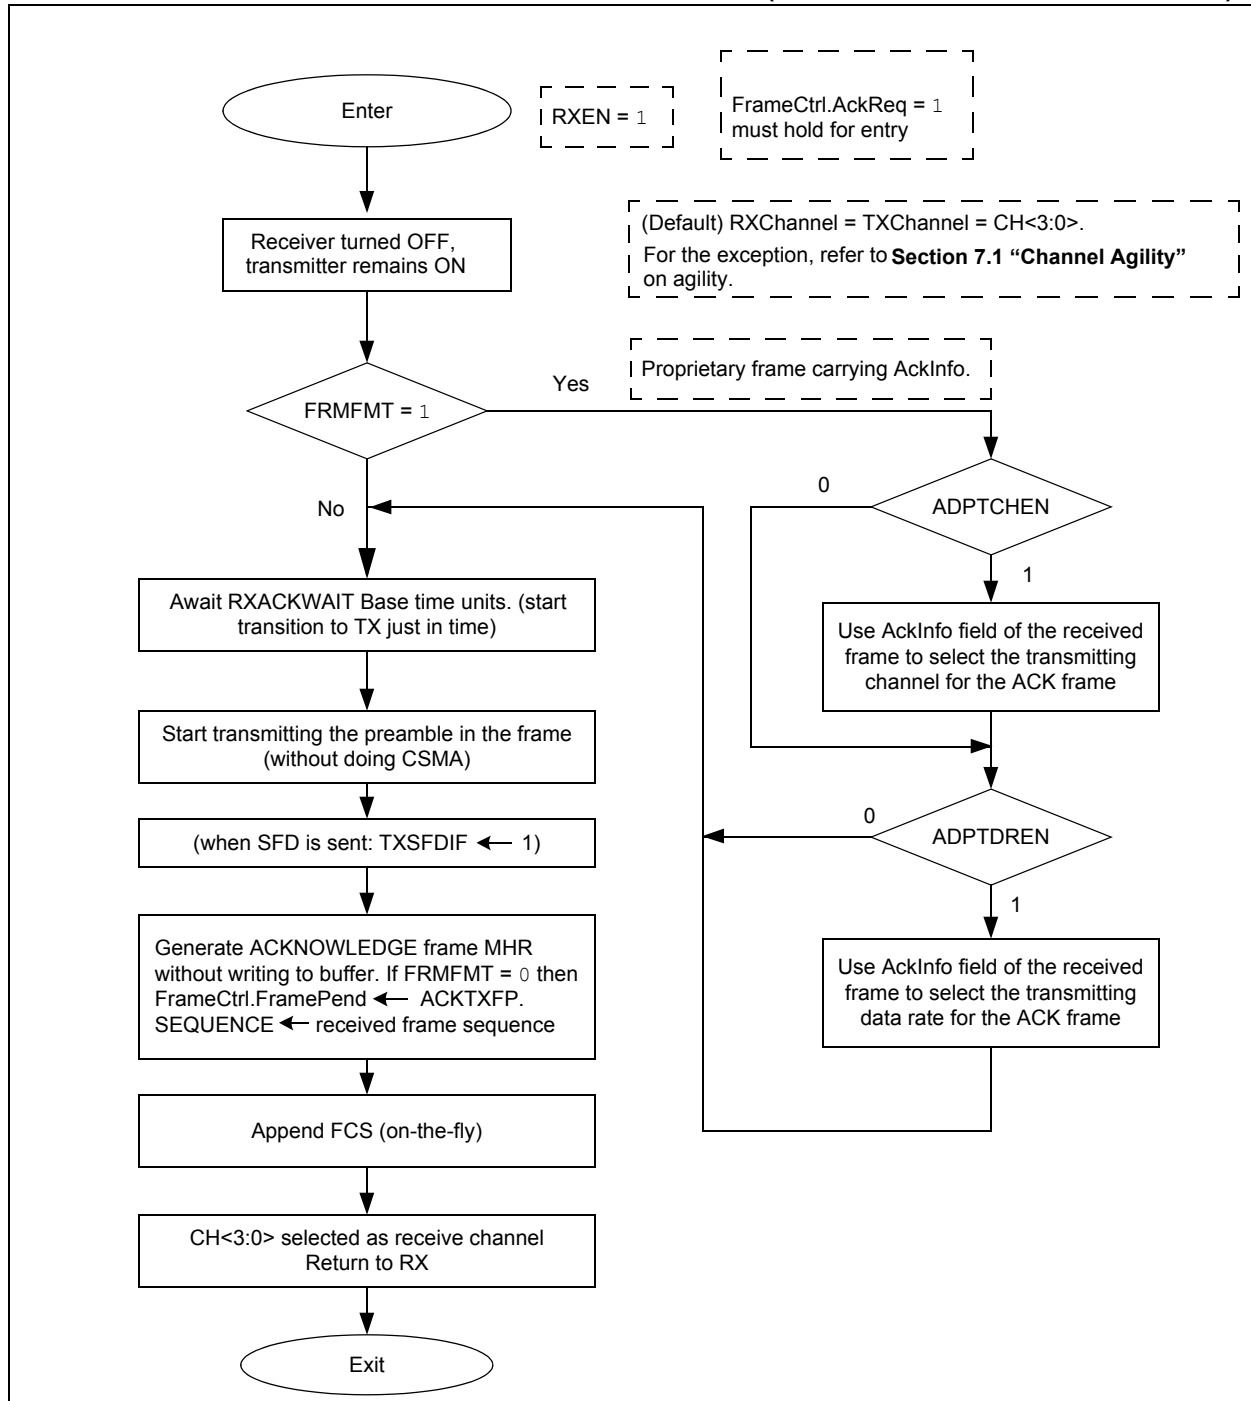 Enter
RXEN = 1
FrameCtrl.AckReq = 1
must hold for entry
Receiver turned OFF,
transmitter remains ON
(Default) RXChannel = TXChannel = CH<3:0>.
For the exception, refer to Section 7.1 “Channel Agility”
on agility.
Proprietary frame carrying AckInfo.
Yes
FRMFMT = 1
No
0
ADPTCHEN
1
Use AckInfo field of the received
frame to select the transmitting
channel for the ACK frame
0
ADPTDREN
1
Use AckInfo field of the received
frame to select the transmitting
data rate for the ACK frame
Await RXACKWAIT Base time units. (start
transition to TX just in time)
Start transmitting the preamble in the frame
(without doing CSMA)
(when SFD is sent: TXSFDIF ← 1)
Generate ACKNOWLEDGE frame MHR
without writing to buffer. If FRMFMT = 0 then
FrameCtrl.FramePend ← ACKTXFP.
SEQUENCE ← received frame sequence
Append FCS (on-the-fly)
CH<3:0> selected as receive channel
Return to RX
Exit